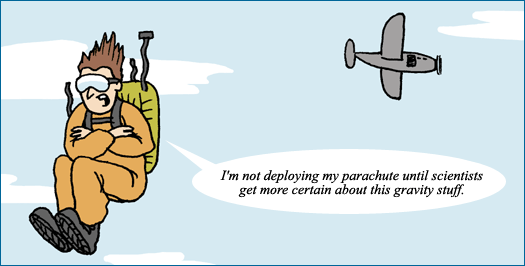 I'm not deploying my parachute until scientists
get more certain about this gravity stuff.